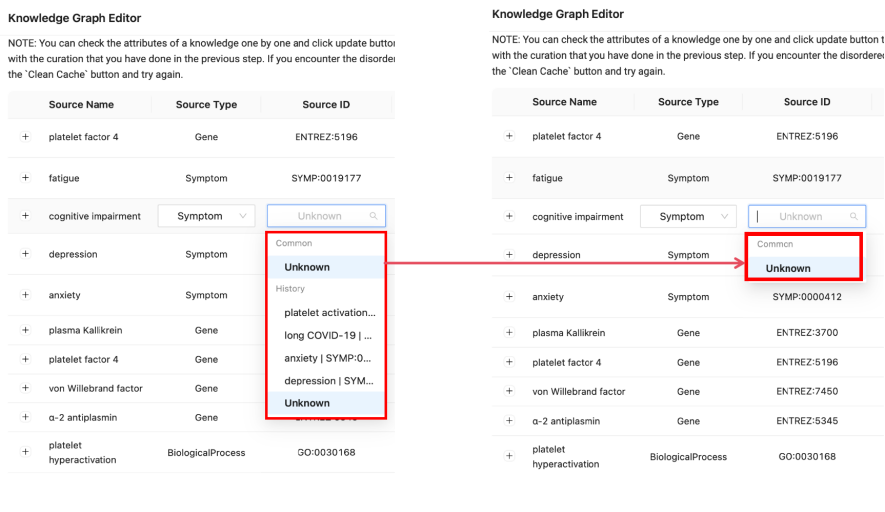 Knowledge Graph Editor
NOTE: You can check the attributes of a knowledge one by one and click update button
with the curation that you have done in the previous step. If you encounter the disorde
the `Clean Cache` button and try again.
Source Name Source Type Source ID
+ platelet factor 4 Gene ENTREZ:5196
+ fatigue Symptom SYMP:0019177
+ cognitive impairment Symptom Unknown
Common
+ depression Symptom
Unknown
History
+ anxiety Symptom
platelet activation...
+ plasma Kallikrein Gene long COVID-19 | ...
+ platelet factor 4 Gene anxiety | SYMP:0...
depression | SYM...
+ von Willebrand factor Gene
Unknown
+ α-2 antiplasmin Gene
+ platelet
hyperactivation BiologicalProcess GO:0030168
Knowledge Graph Editor
NOTE: You can check the attributes of a knowledge one by one and click update button t
with the curation that you have done in the previous step. If you encounter the disordere
the `Clean Cache` button and try again.
Source Name Source Type Source ID
+ platelet factor 4 Gene ENTREZ:5196
+ fatigue Symptom SYMP:0019177
+ cognitive impairment Symptom Unknown
Common
+ depression Symptom
Unknown
+ anxiety Symptom SYMP:0000412
+ plasma Kallikrein Gene ENTREZ:3700
+ platelet factor 4 Gene ENTREZ:5196
+ von Willebrand factor Gene ENTREZ:7450
+ α-2 antiplasmin Gene ENTREZ:5345
+ platelet
hyperactivation BiologicalProcess GO:0030168